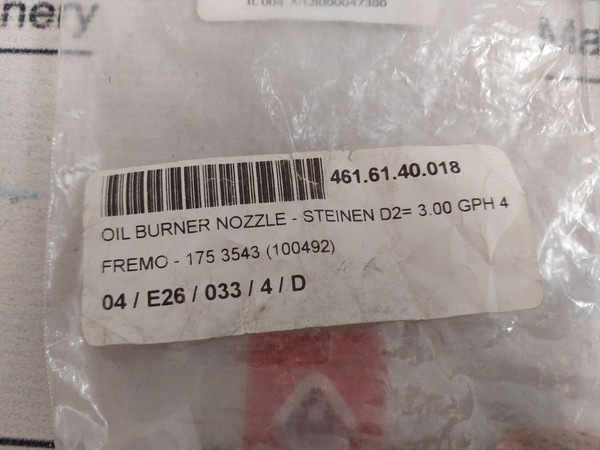 nery
Ma
461.61.40.018
OIL BURNER NOZZLE - STEINEN D2= 3.00 GPH 4
FREMO - 175 3543 (100492)
04 / E26 / 033 / 4 / D